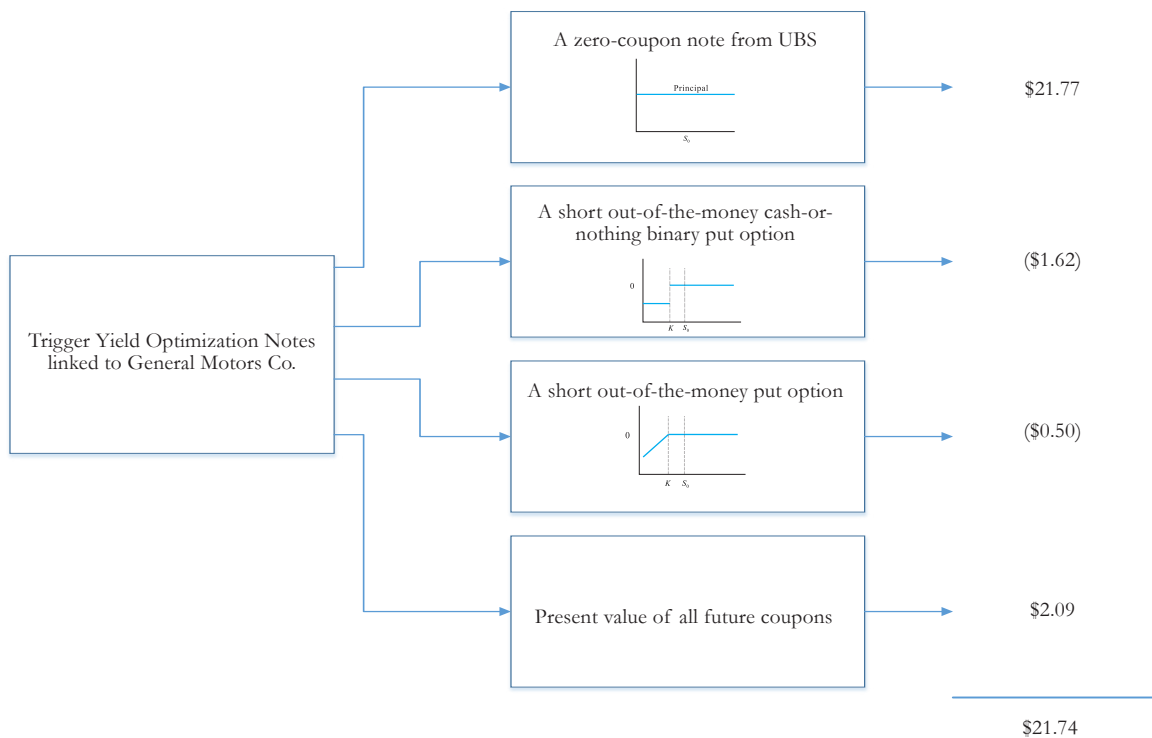 Trigger Yield Optimization Notes
linked to General Motors Co.
A zero-coupon note from UBS
Principal
S₀
$21.77
A short out-of-the-money cash-or-
nothing binary put option
0
K S₀
($1.62)
A short out-of-the-money put option
0
K S₀
($0.50)
Present value of all future coupons
$2.09
$21.74